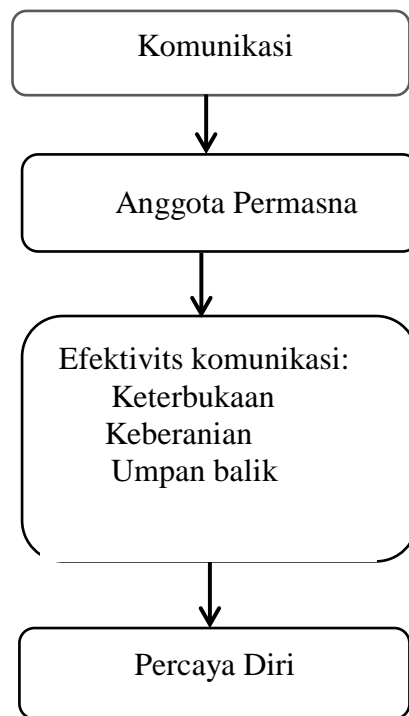 Komunikasi
Anggota Permasna
Efektivits komunikasi:
Keterbukaan
Keberanian
Umpan balik
Percaya Diri